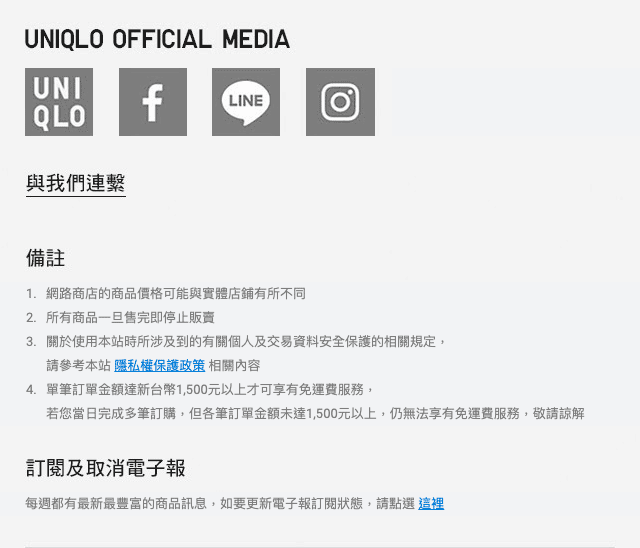 UNIQLO OFFICIAL MEDIA
UNI
QLO
f
LINE
與我們連繫
備註
1. 網路商店的商品價格可能與實體店鋪有所不同
2. 所有商品一旦售完即停止販賣
3. 關於使用本站時所涉及到的有關個人及交易資料安全保護的相關規定，
請參考本站 隱私權保護政策 相關內容
4. 單筆訂單金額達新台幣1,500元以上才可享有免運費服務，
若您當日完成多筆訂購，但各筆訂單金額未達1,500元以上，仍無法享有免運費服務，敬請諒解
訂閱及取消電子報
每週都有最新最豐富的商品訊息，如要更新電子報訂閱狀態，請點選 這裡